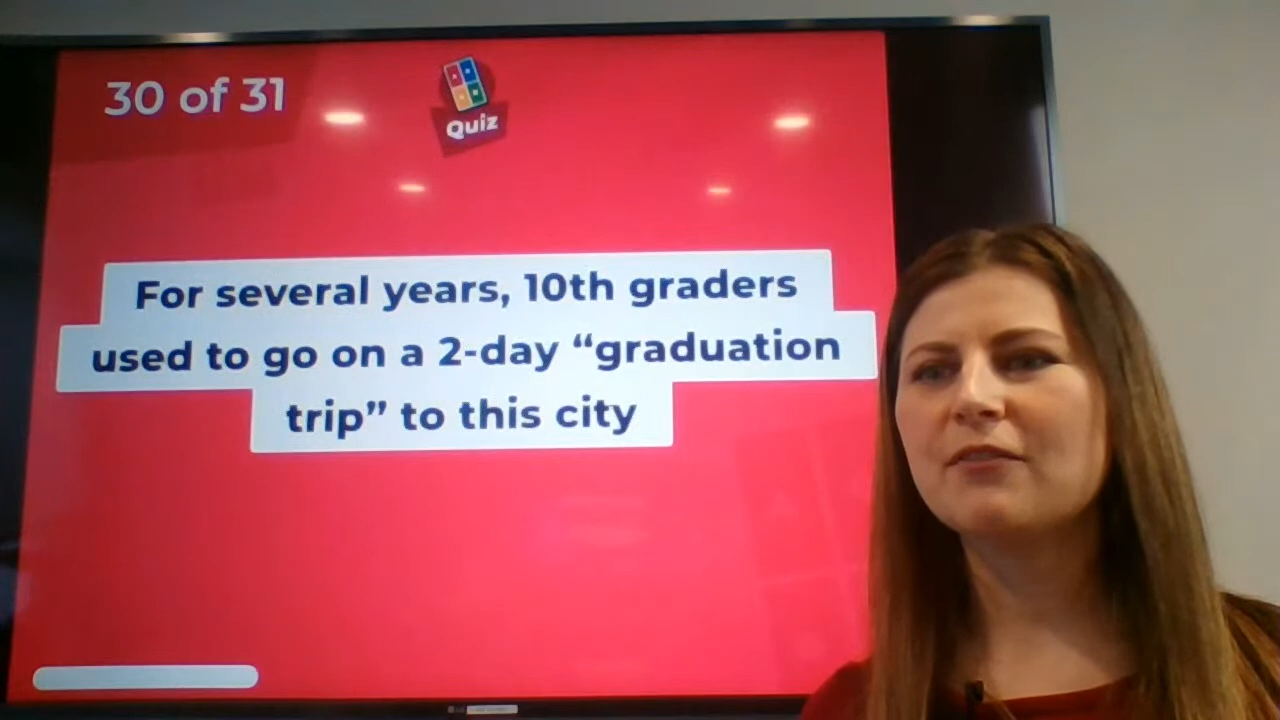 30 of 31
Quiz
For several years, 10th graders
used to go on a 2-day “graduation
trip” to this city